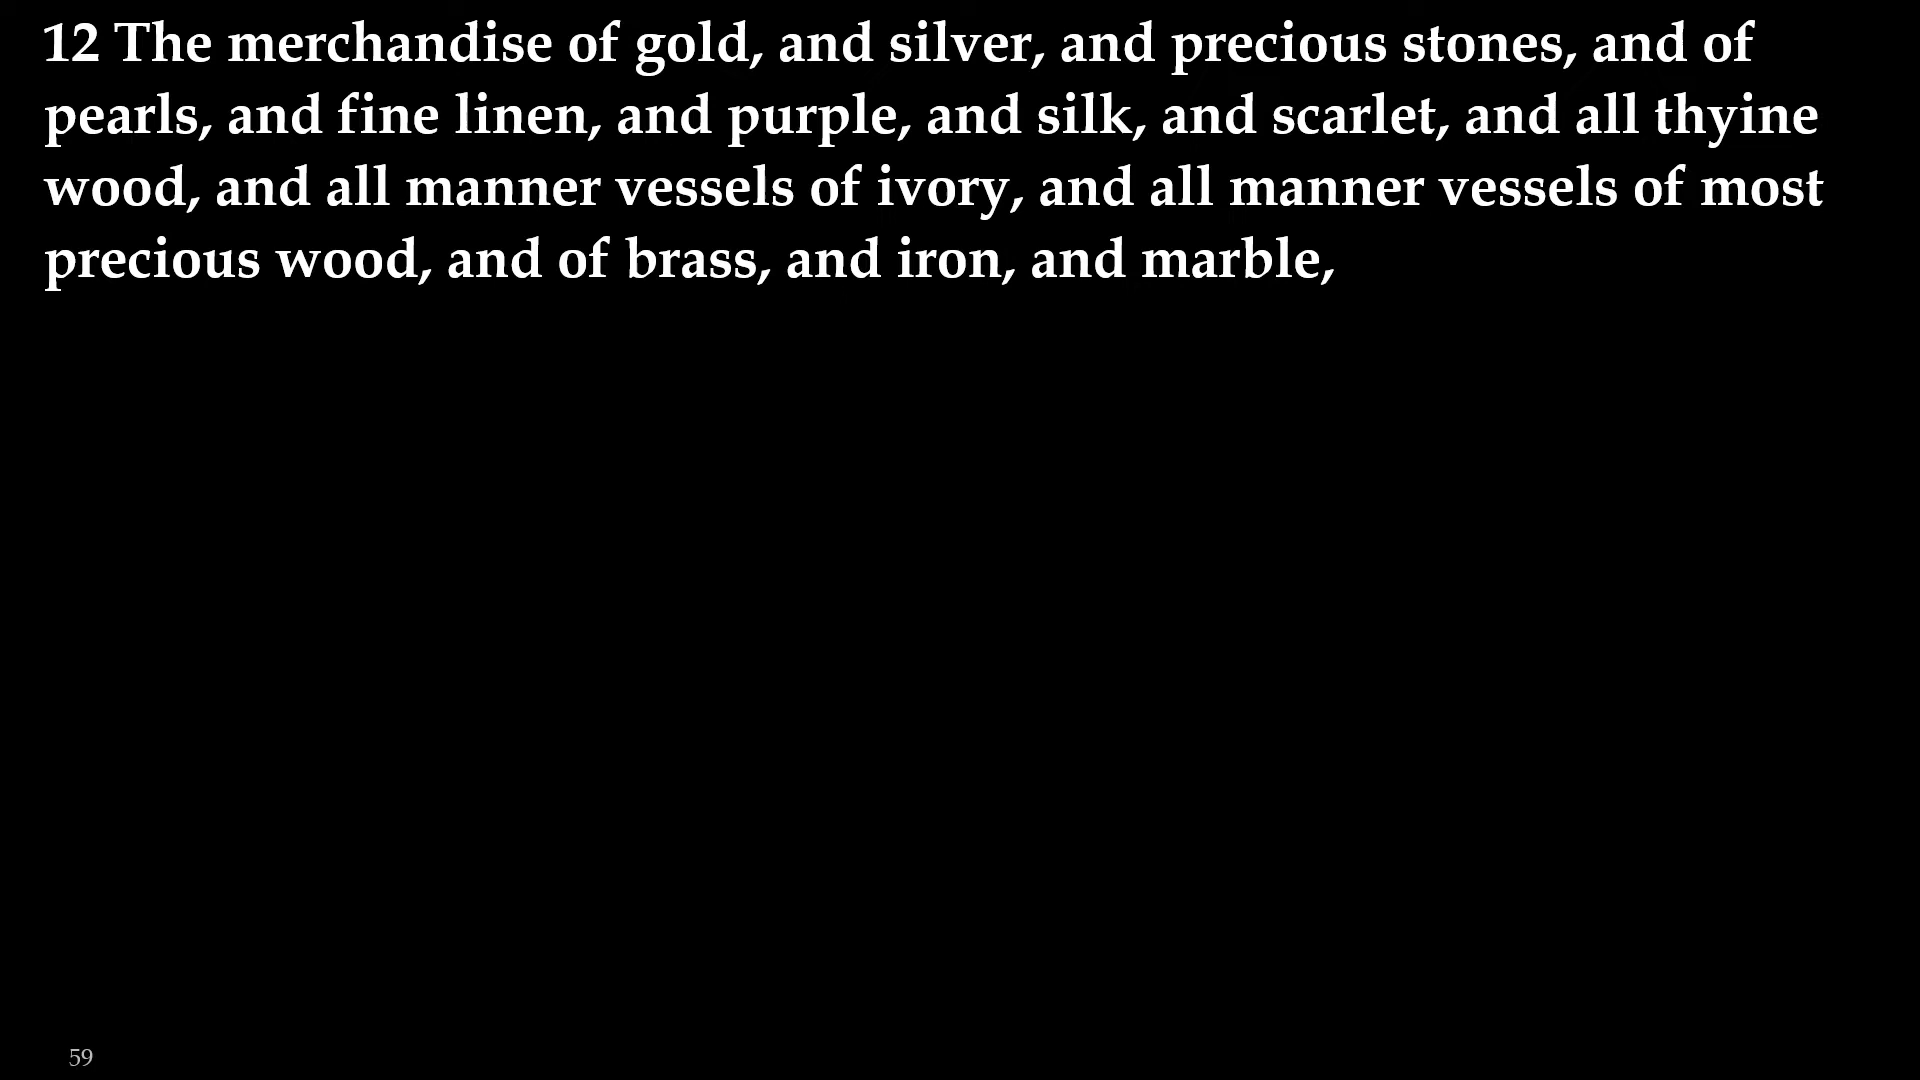 12 The merchandise of gold, and silver, and precious stones, and of
pearls, and fine linen, and purple, and silk, and scarlet, and all thyine
wood, and all manner vessels of ivory, and all manner vessels of most
precious wood, and of brass, and iron, and marble,
59